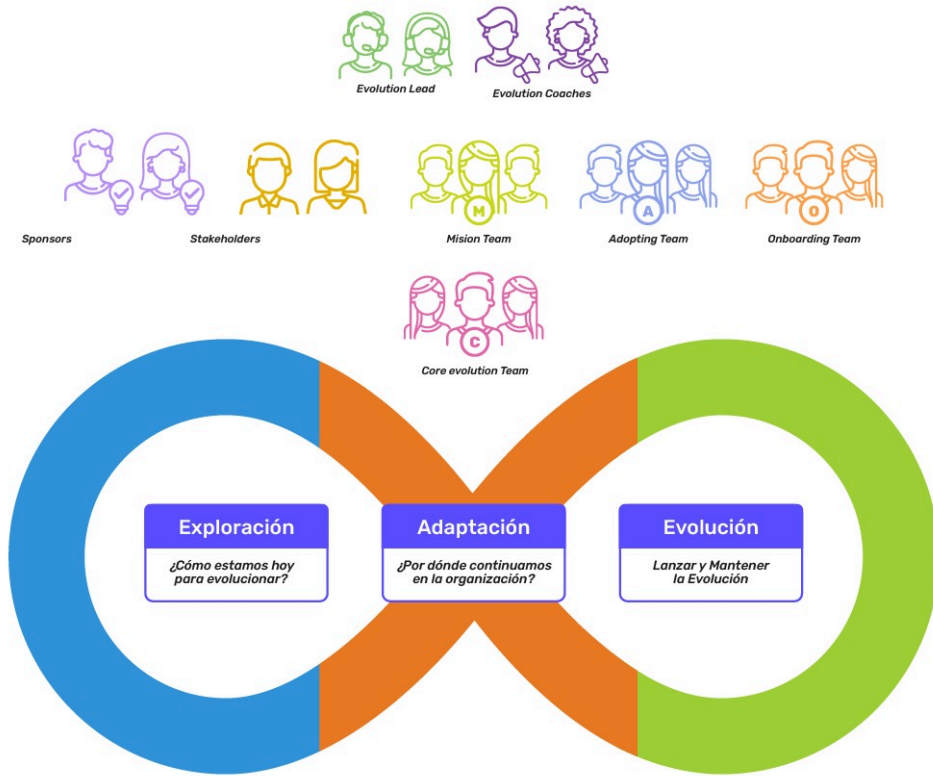 Evolution Lead
Evolution Coaches
Sponsors
Stakeholders
M
Mision Team
A
Adopting Team
O
Onboarding Team
C
Core evolution Team
Exploración
¿Cómo estamos hoy
para evolucionar?
Adaptación
¿Por dónde continuamos
en la organización?
Evolución
Lanzar y Mantener
la Evolución